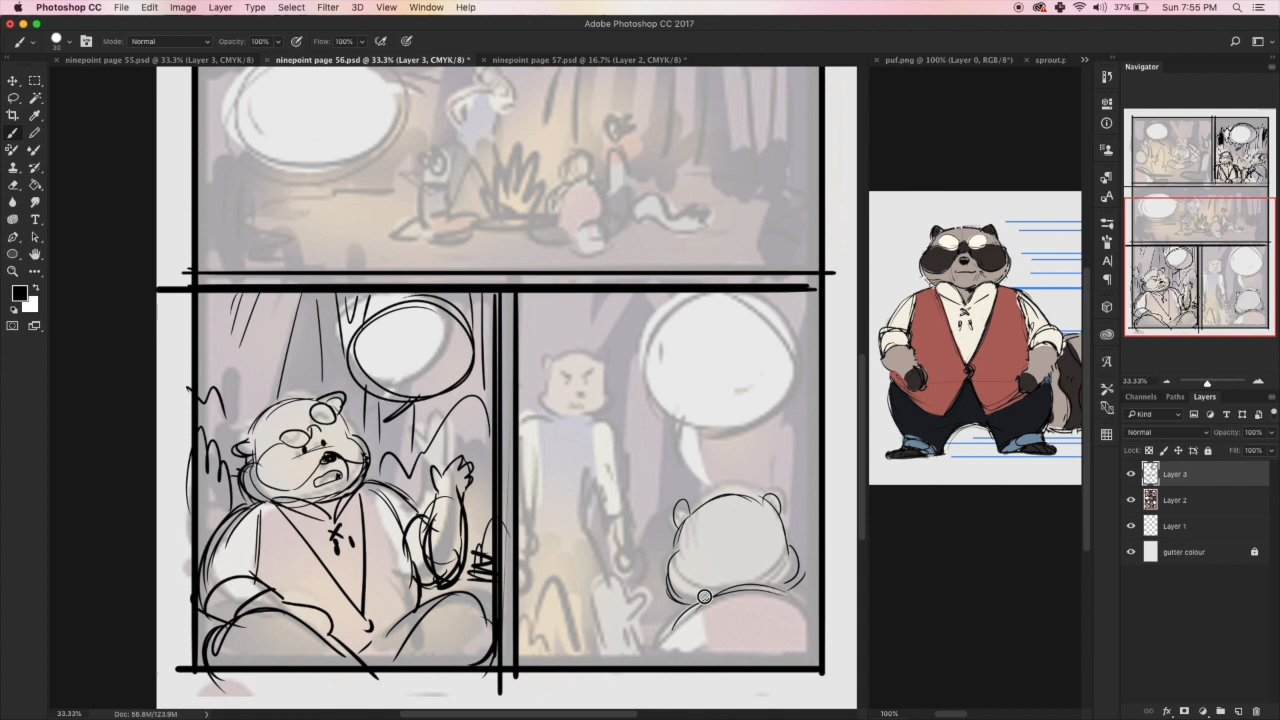 Photoshop CC File Edit Image Layer Type Select Filter 3D View Window Help 37% Sun 7:55 PM
Adobe Photoshop CC 2017
30 Mode: Normal Opacity: 100% Flow: 100%
ninepoint page 55.psd @ 33.3% (Layer 3, CMYK/8) ninepoint page 56.psd @ 33.3% (Layer 3, CMYK/8) * ninepoint page 57.psd @ 16.7% (Layer 2, CMYK/8) * puf.png @ 100% (Layer 0, RGB/8*) sprout.p
Navigator
33.33%
Channels Paths Layers
Kind
Normal Opacity: 100%
Lock: Fill: 100%
Layer 3
Layer 2
Layer 1
gutter colour
33.33% Doc: 56.8M/123.9M 100%